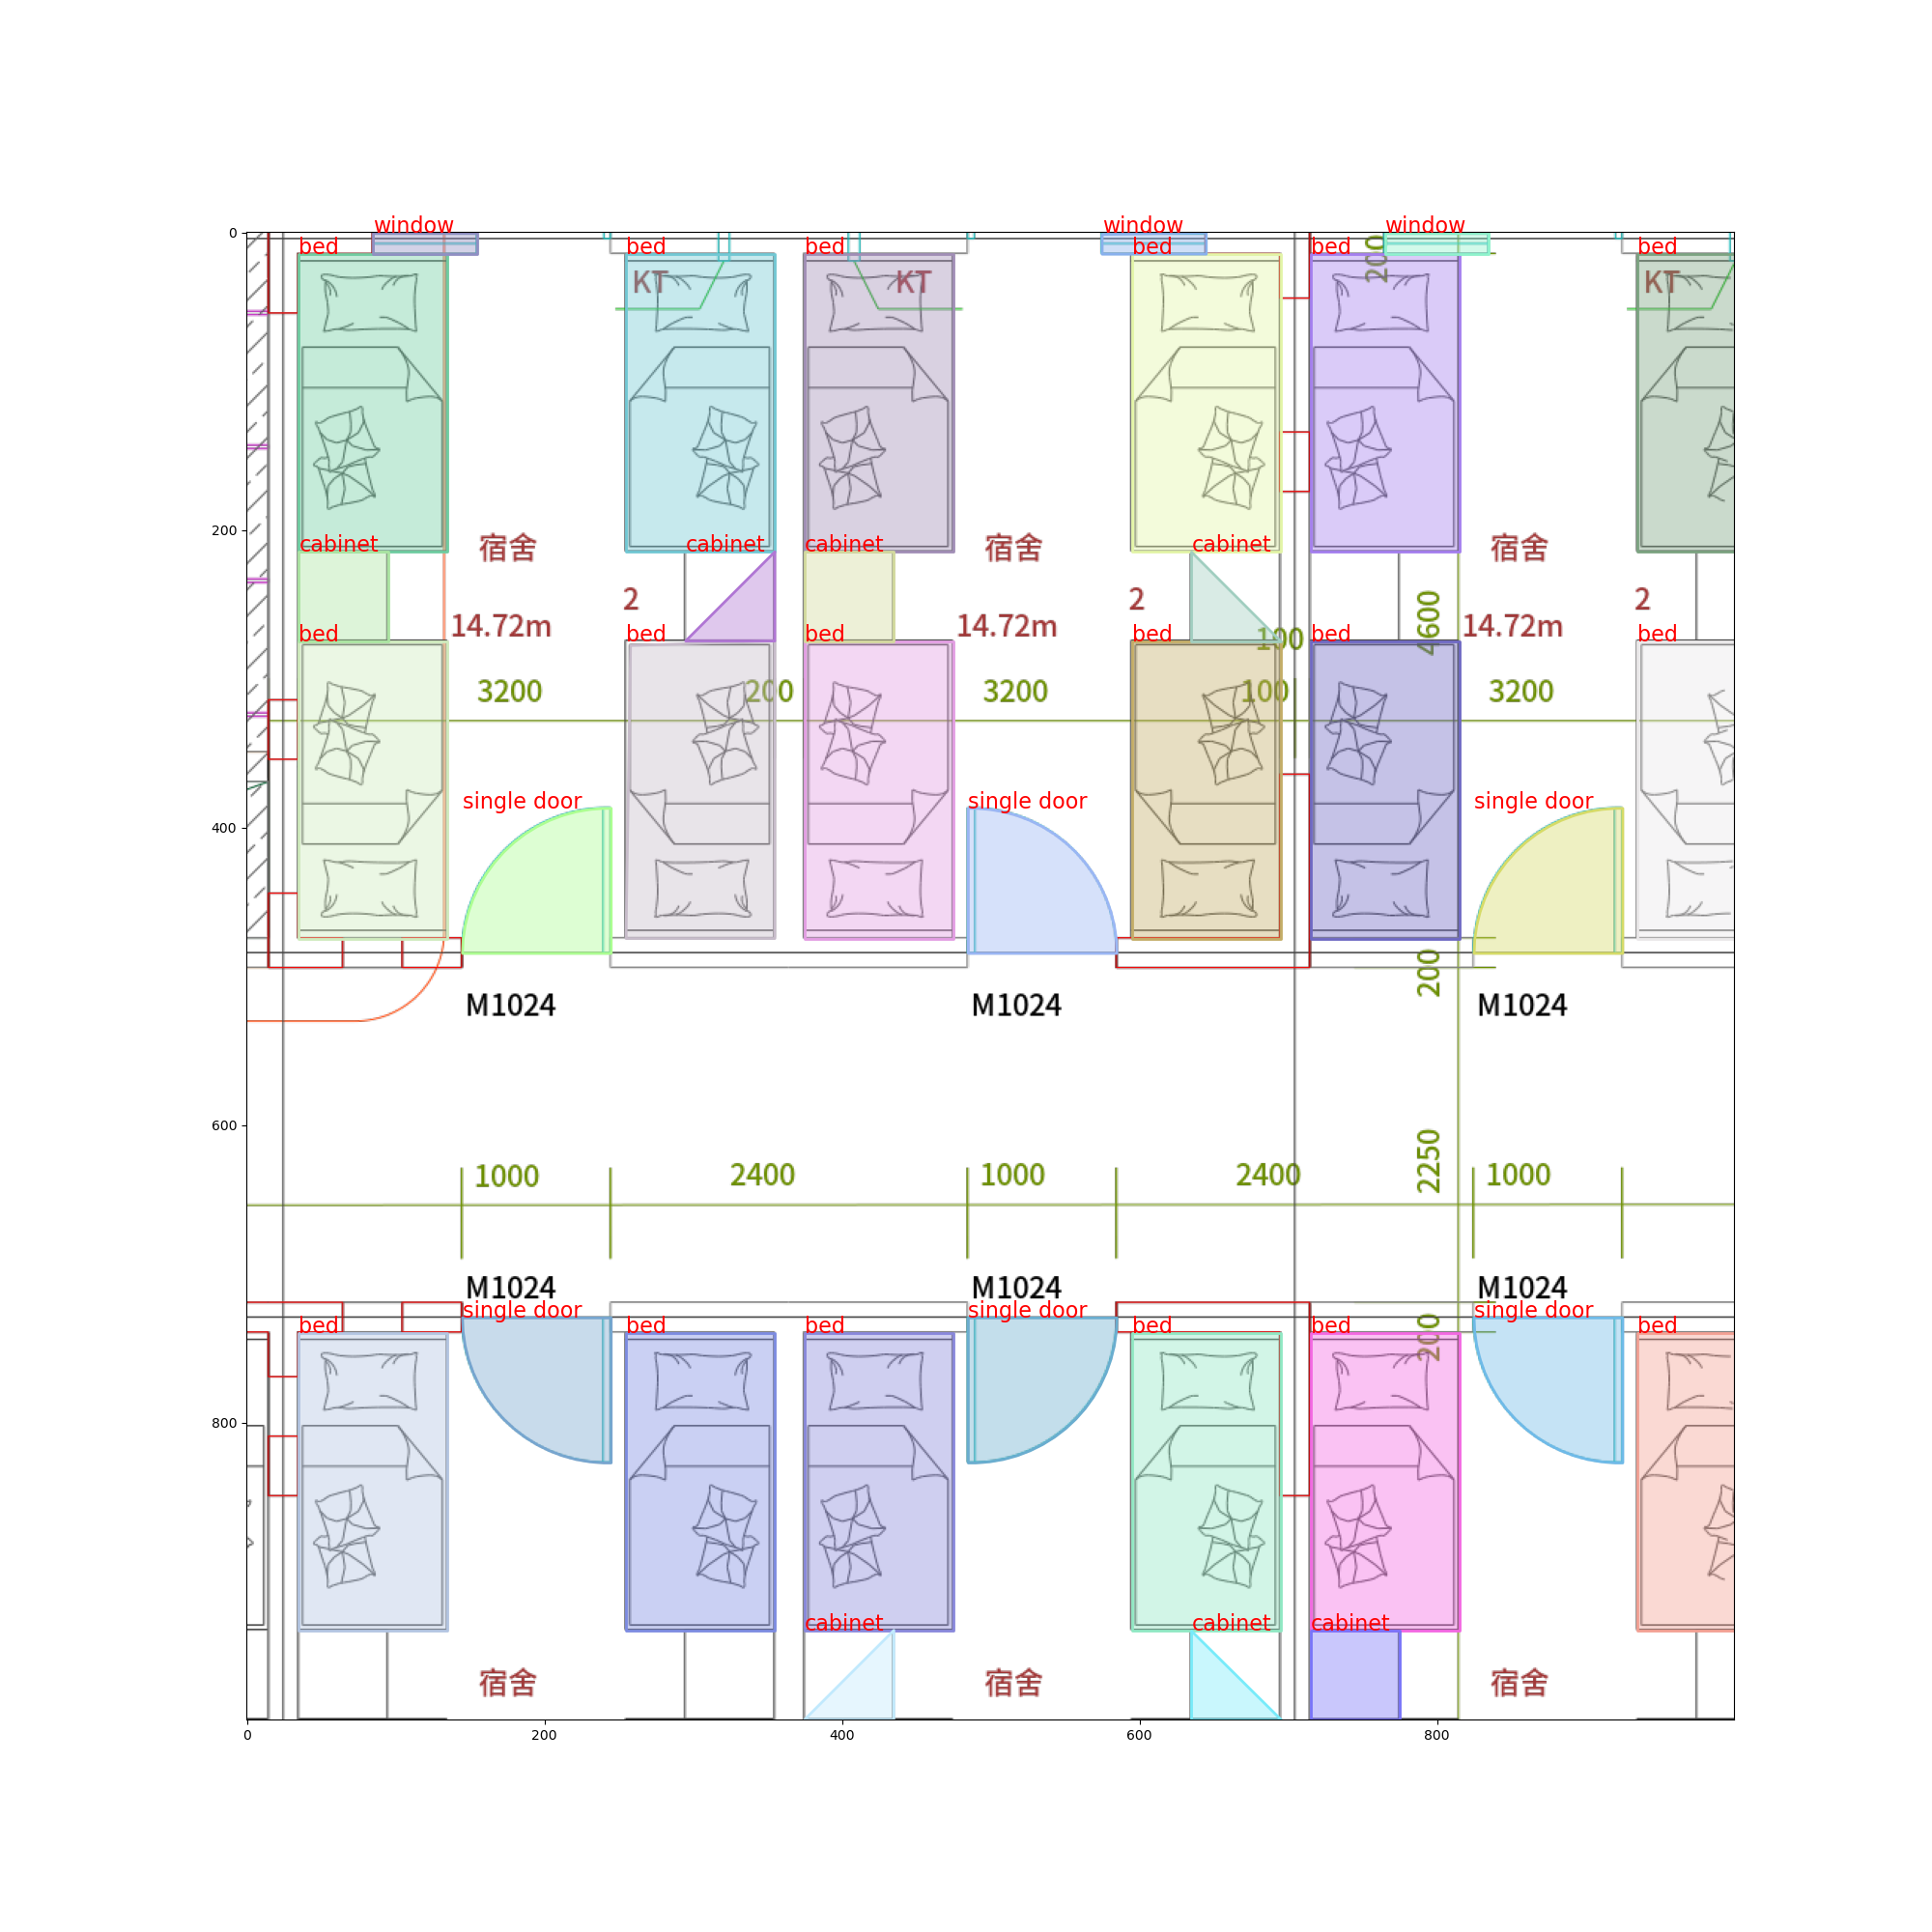 window window window
0
bed bed bed bed bed bed
200
KT KT KT
200
宿舍 宿舍 宿舍
cabinet cabinet cabinet cabinet
2 2 2
4600
14.72m 14.72m 14.72m
100
bed bed bed bed bed bed
3200 200 3200 100 3200
single door single door single door
400
200
M1024 M1024 M1024
600
1000 2400 1000 2400 2250 1000
M1024 M1024 M1024
single door single door single door
bed bed bed bed bed bed
200
800
cabinet cabinet cabinet
宿舍 宿舍 宿舍
0 200 400 600 800